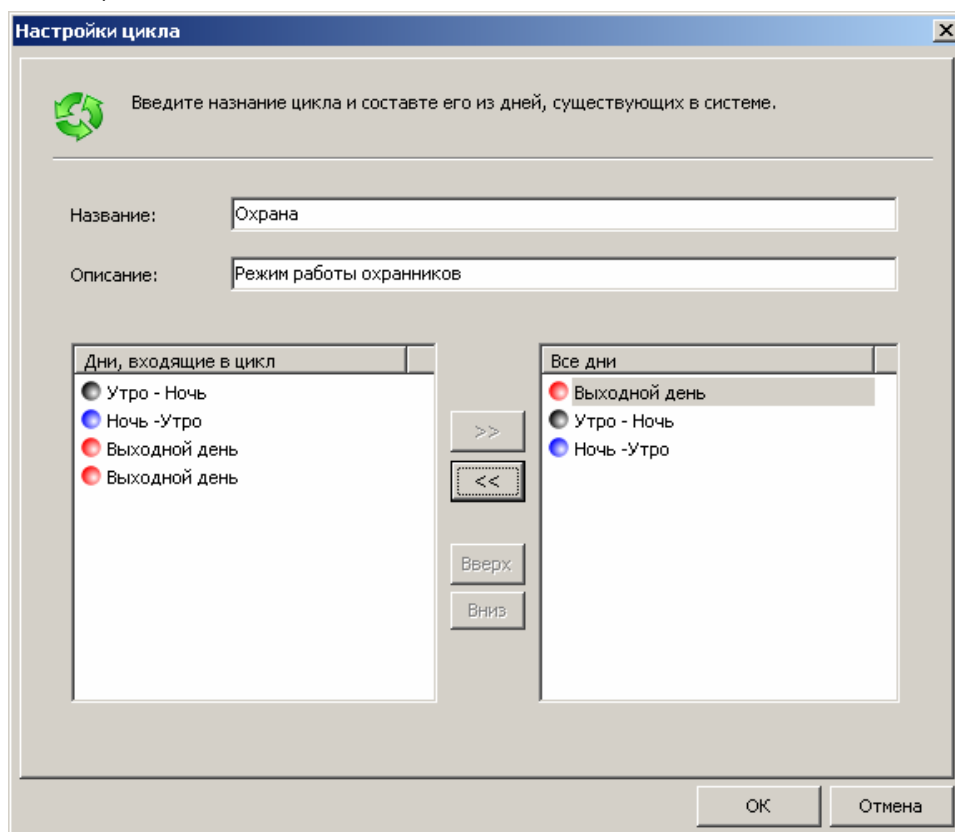 Настройки цикла
Введите назнание цикла и составте его из дней, существующих в системе.
Название: Охрана
Описание: Режим работы охранников
Дни, входящие в цикл
Утро - Ночь
Ночь -Утро
Выходной день
Выходной день
>>
<<
Вверх
Вниз
Все дни
Выходной день
Утро - Ночь
Ночь -Утро
ОК Отмена